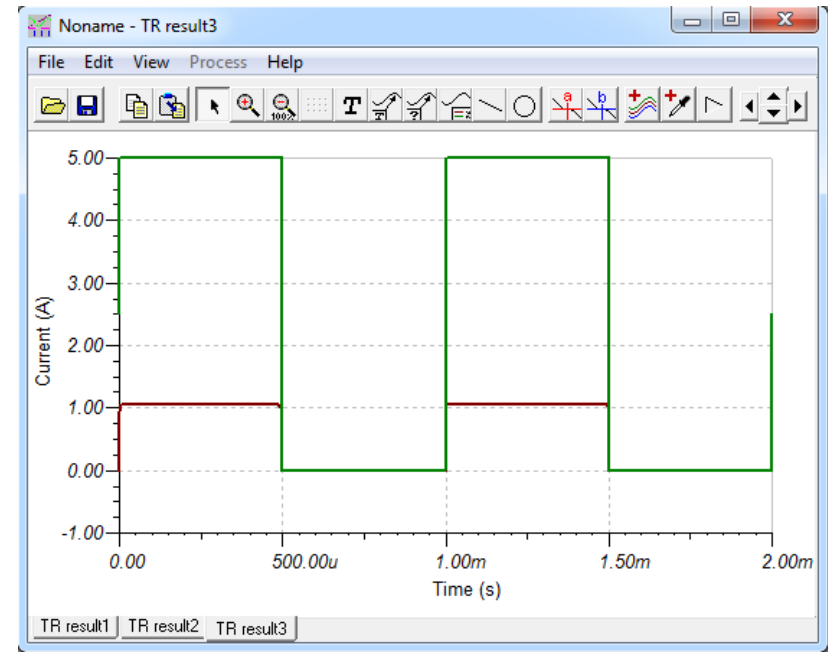 Noname - TR result3
File Edit View Process Help
100%
T
T
?
a
b
5.00
4.00
3.00
2.00
1.00
0.00
-1.00
Current (A)
0.00 500.00u 1.00m 1.50m 2.00m
Time (s)
TR result1 TR result2 TR result3